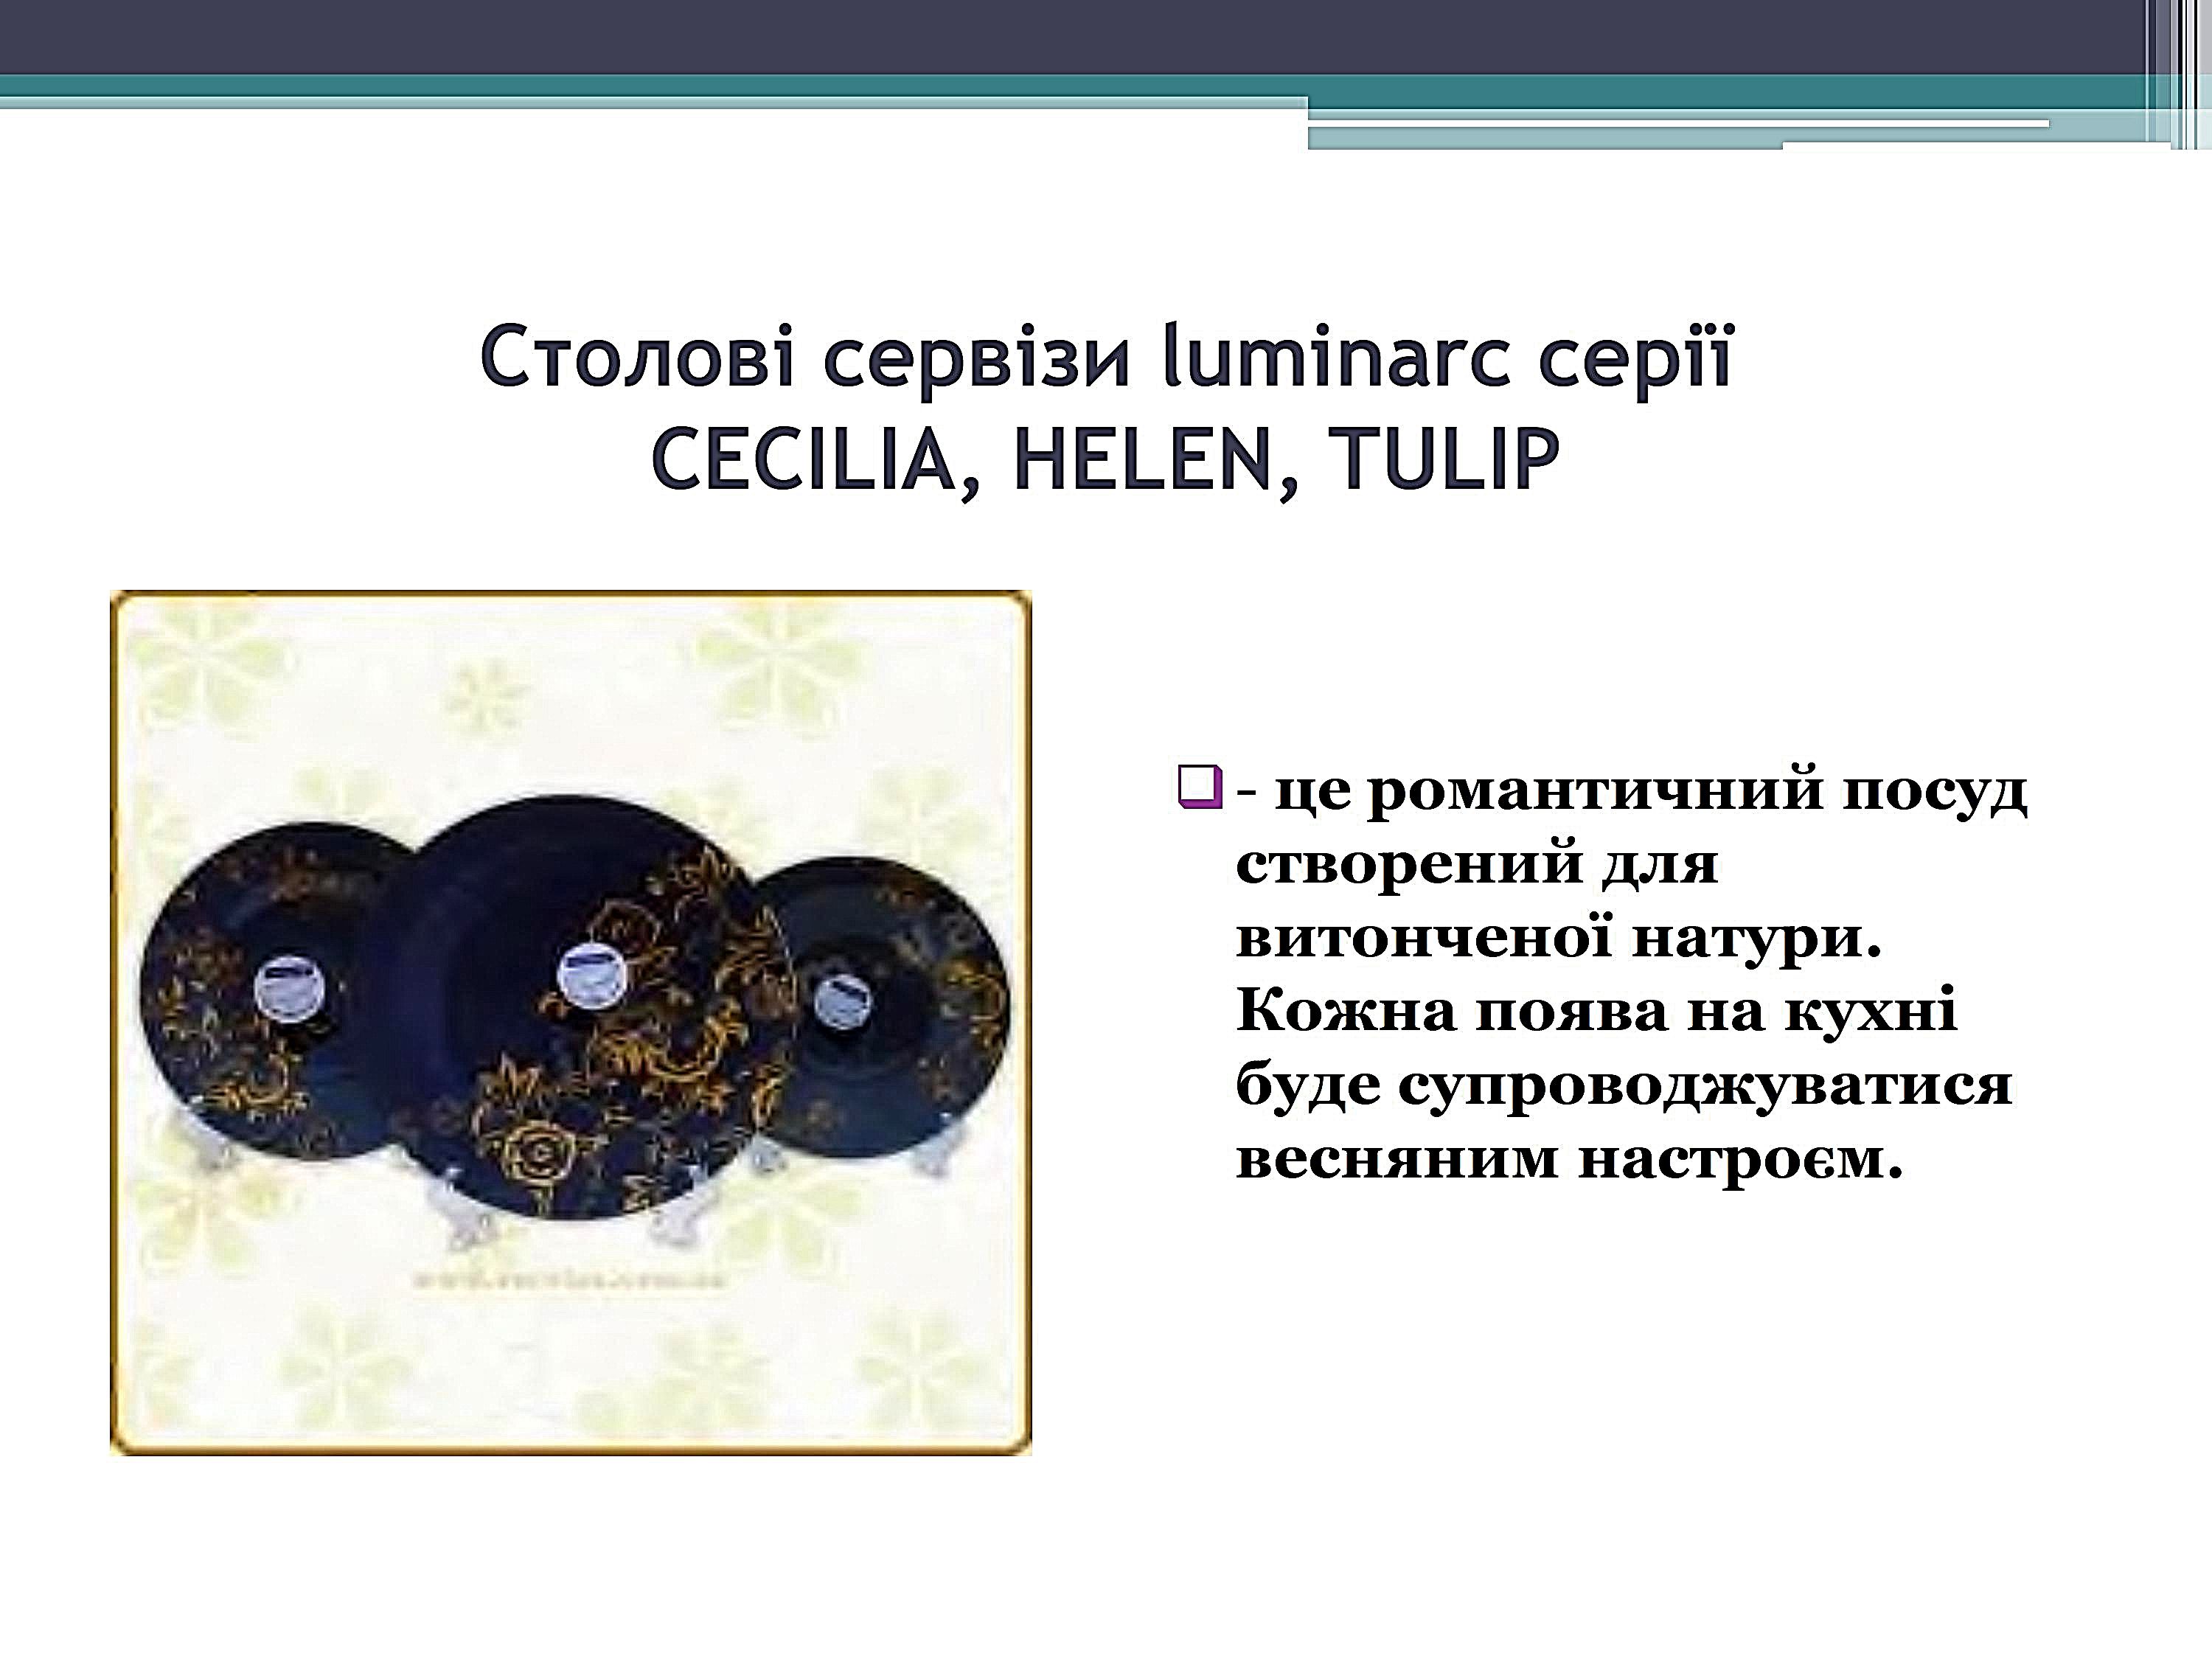 Столові сервізи luminarc серії
CECILIA, HELEN, TULIP
- це романтичний посуд
створений для
витонченої натури.
Кожна поява на кухні
буде супроводжуватися
весняним настроєм.